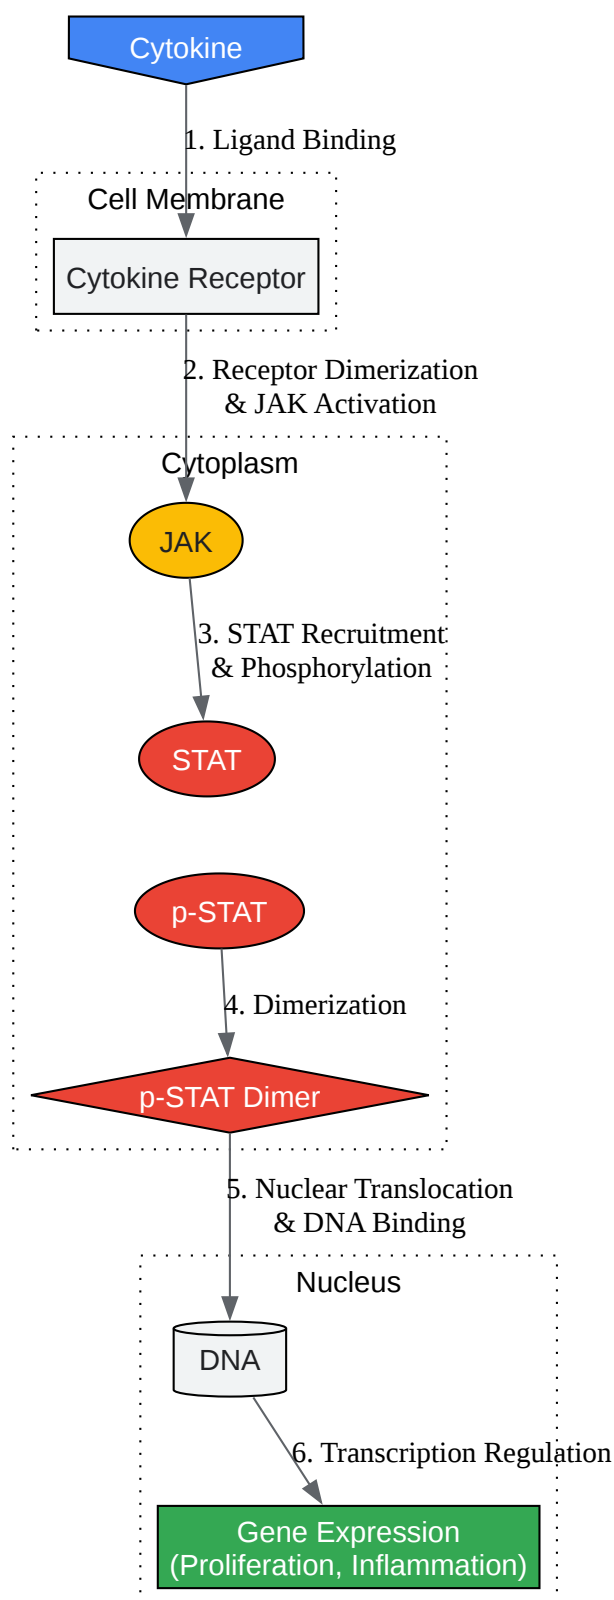 Cytokine
1. Ligand Binding
Cell Membrane
Cytokine Receptor
2. Receptor Dimerization
& JAK Activation
Cytoplasm
JAK
3. STAT Recruitment
& Phosphorylation
STAT
p-STAT
4. Dimerization
p-STAT Dimer
5. Nuclear Translocation
& DNA Binding
Nucleus
DNA
6. Transcription Regulation
Gene Expression
(Proliferation, Inflammation)